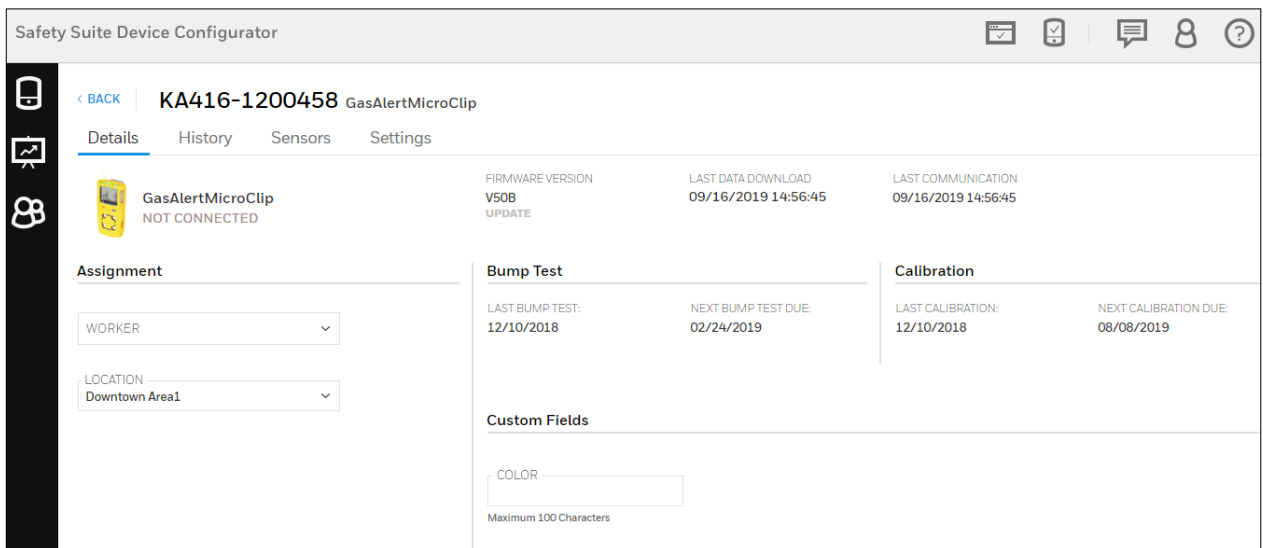 Safety Suite Device Configurator
< BACK
KA416-1200458 GasAlertMicroClip
Details History Sensors Settings
GasAlertMicroClip
NOT CONNECTED
FIRMWARE VERSION
V50B
UPDATE
LAST DATA DOWNLOAD
09/16/2019 14:56:45
LAST COMMUNICATION
09/16/2019 14:56:45
Assignment
WORKER
LOCATION
Downtown Area1
Bump Test
LAST BUMP TEST:
12/10/2018
NEXT BUMP TEST DUE:
02/24/2019
Calibration
LAST CALIBRATION:
12/10/2018
NEXT CALIBRATION DUE:
08/08/2019
Custom Fields
COLOR
Maximum 100 Characters